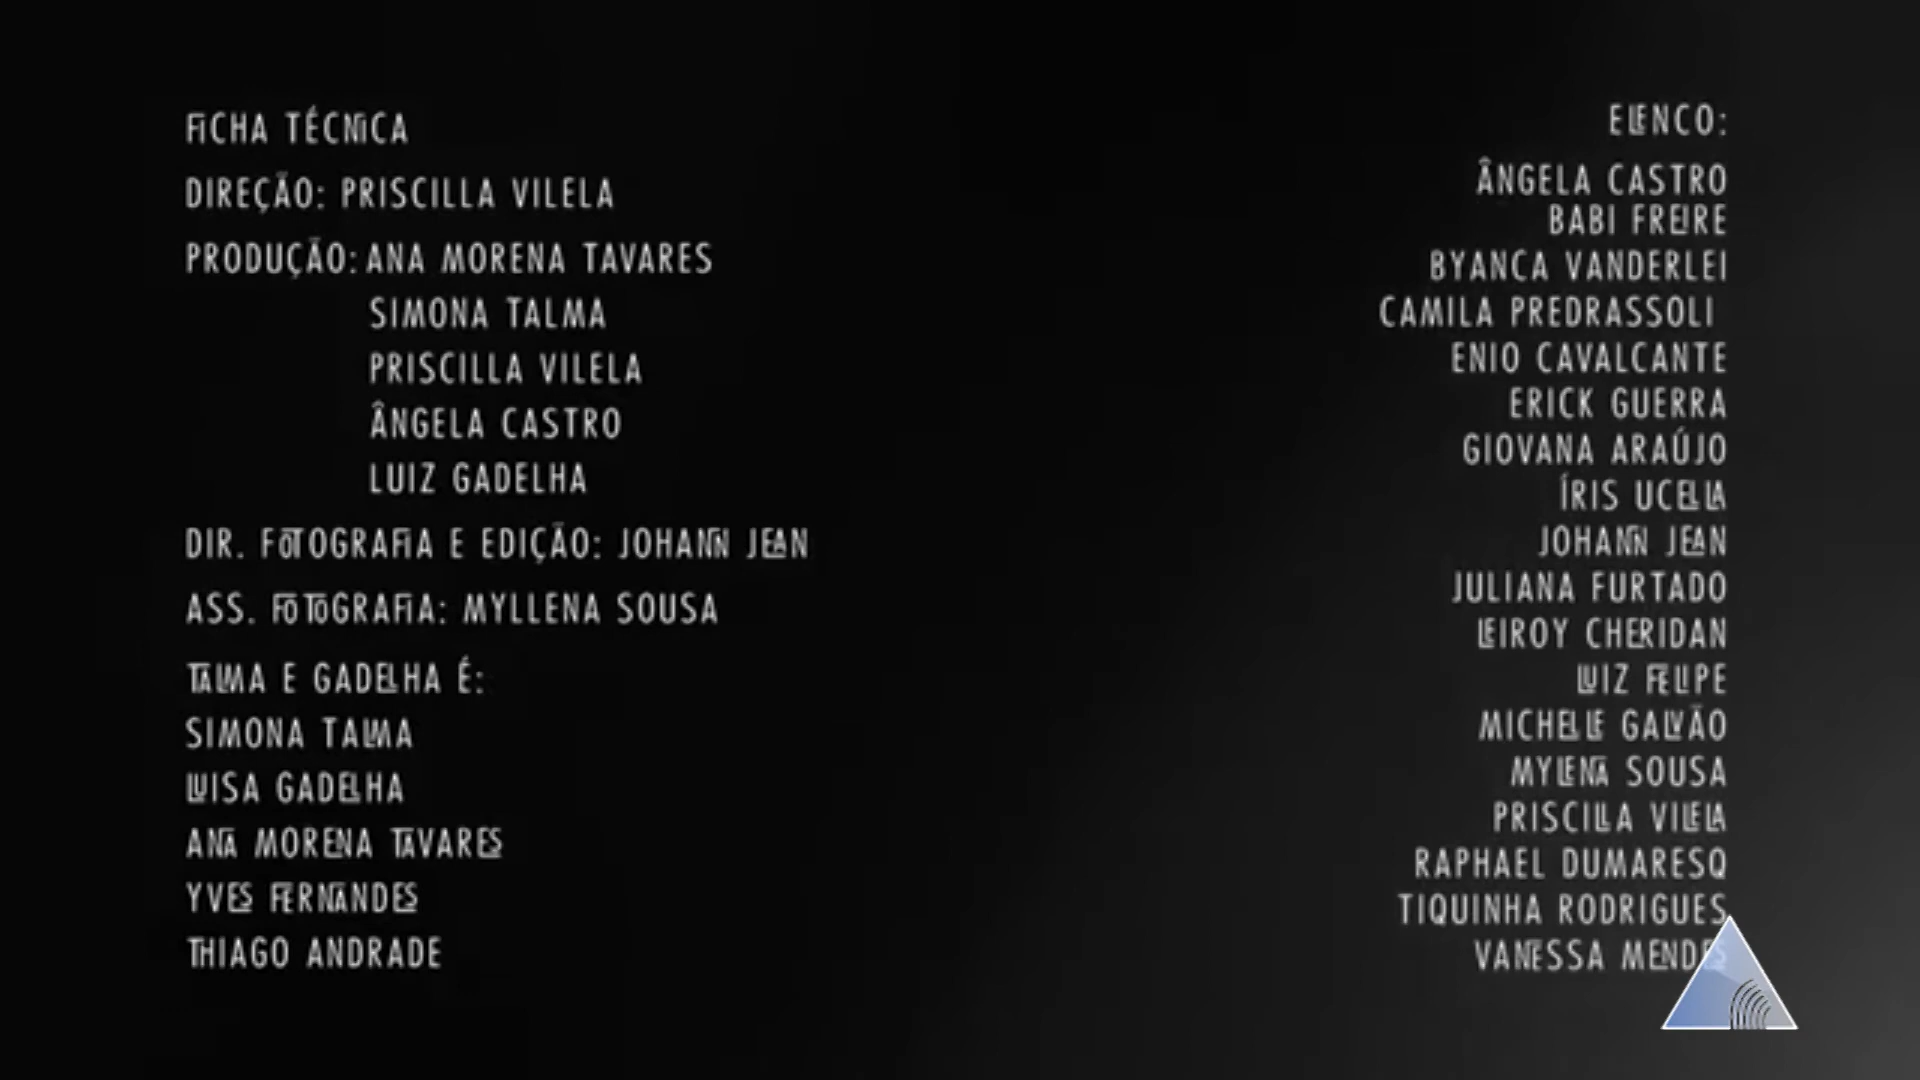 FICHA TÉCNICA
DIREÇÃO: PRISCILLA VILELA
PRODUÇÃO: ANA MORENA TAVARES
SIMONA TALMA
PRISCILLA VILELA
ÂNGELA CASTRO
LUIZ GADELHA
DIR. FOTOGRAFIA E EDIÇÃO: JOHANN JEAN
ASS. FOTOGRAFIA: MYLLENA SOUSA
TALMA E GADELHA É:
SIMONA TALMA
LUISA GADELHA
ANA MORENA TAVARES
YVES FERNANDES
THIAGO ANDRADE
ELENCO:
ÂNGELA CASTRO
BABI FREIRE
BYANCA VANDERLEI
CAMILA PREDRASSOLI
ENIO CAVALCANTE
ERICK GUERRA
GIOVANA ARAÚJO
ÍRIS UCELLA
JOHANN JEAN
JULIANA FURTADO
LEIROY CHERIDAN
LUIZ FELIPE
MICHELLE GALVÃO
MYLENA SOUSA
PRISCILLA VILELA
RAPHAEL DUMARESQ
TIQUINHA RODRIGUES
VANESSA MENDES